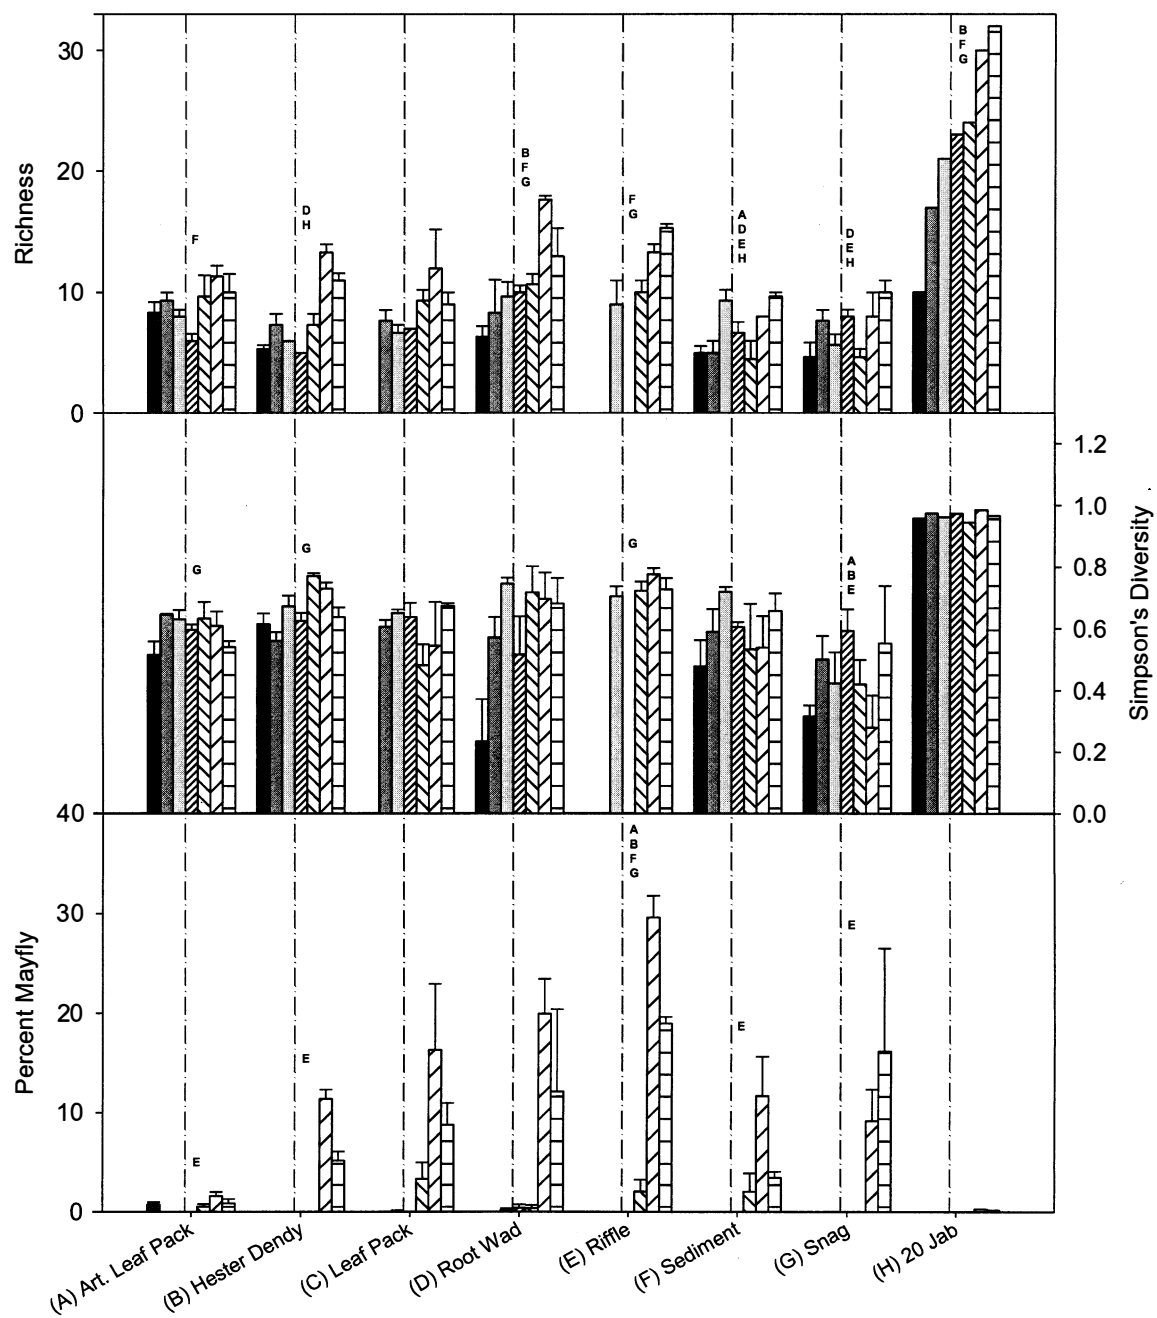 30
20
10
0
Richness
F
D
H
B
F
G
F
G
A
D
E
H
D
E
H
B
F
G
1.2
1.0
0.8
0.6
0.4
0.2
0.0
Simpson's Diversity
G
G
G
A
B
E
40
30
20
10
0
Percent Mayfly
E
E
A
B
F
G
E
E
(A) Art. Leaf Pack
(B) Hester Dendy
(C) Leaf Pack
(D) Root Wad
(E) Riffle
(F) Sediment
(G) Snag
(H) 20 Jab